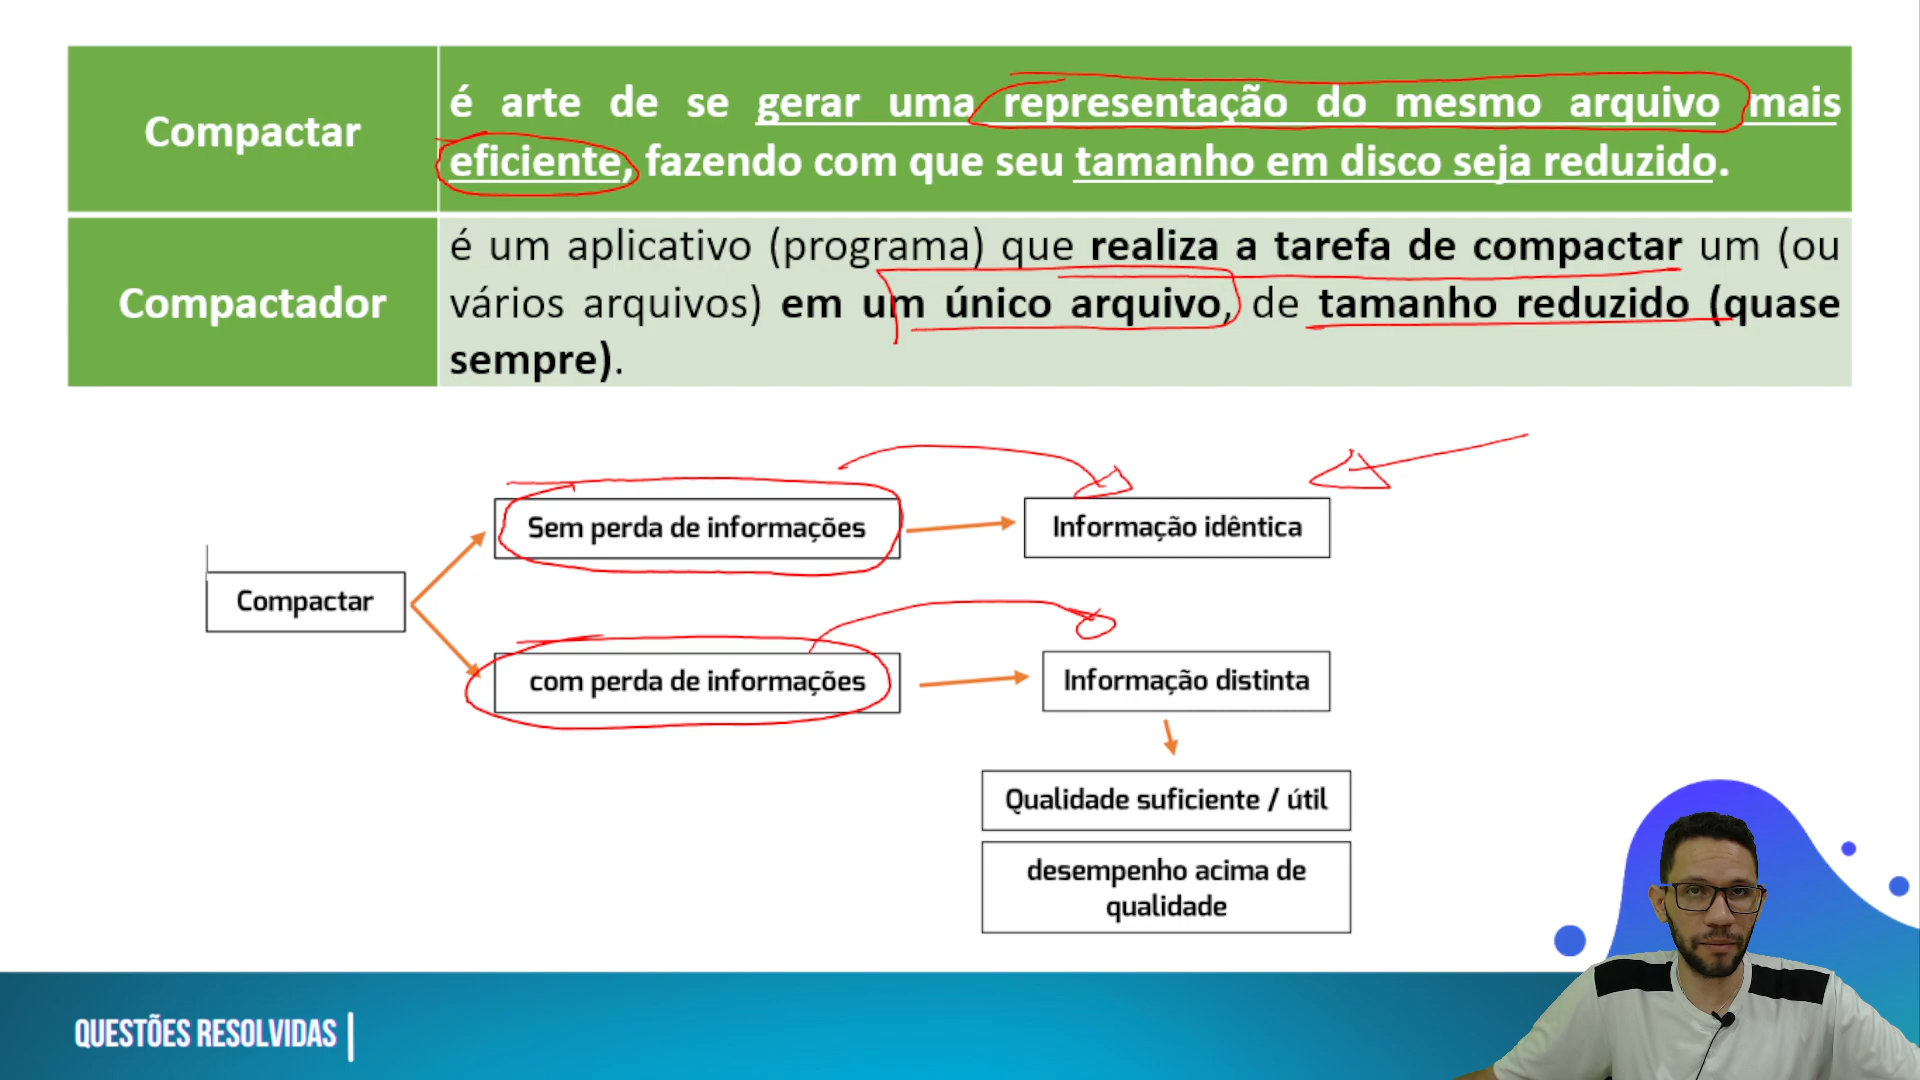 Compactar
é arte de se gerar uma representação do mesmo arquivo mais
eficiente, fazendo com que seu tamanho em disco seja reduzido.
Compactador
é um aplicativo (programa) que realiza a tarefa de compactar um (ou
vários arquivos) em um único arquivo, de tamanho reduzido (quase
sempre).
Sem perda de informações
Informação idêntica
Compactar
com perda de informações
Informação distinta
Qualidade suficiente / útil
desempenho acima de
qualidade
QUESTÕES RESOLVIDAS